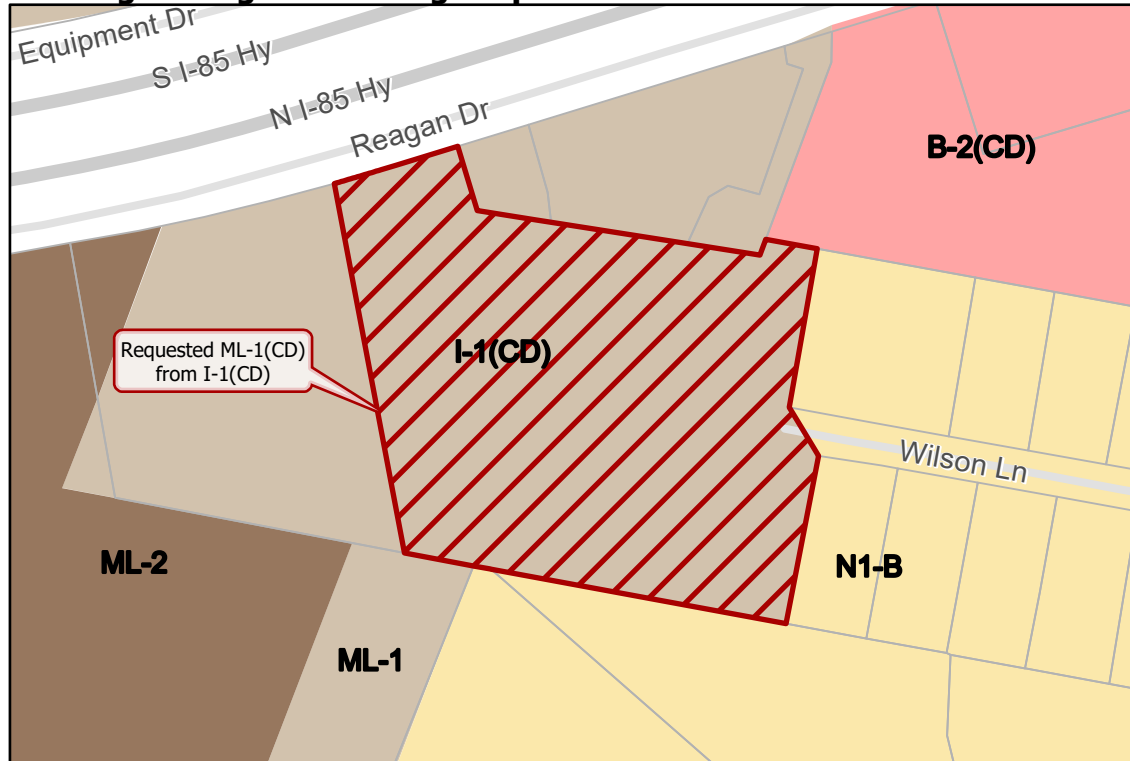 Equipment Dr
S I-85 Hy
N I-85 Hy
Reagan Dr
B-2(CD)
I-1(CD)
Requested ML-1(CD)
from I-1(CD)
Wilson Ln
ML-2
N1-B
ML-1